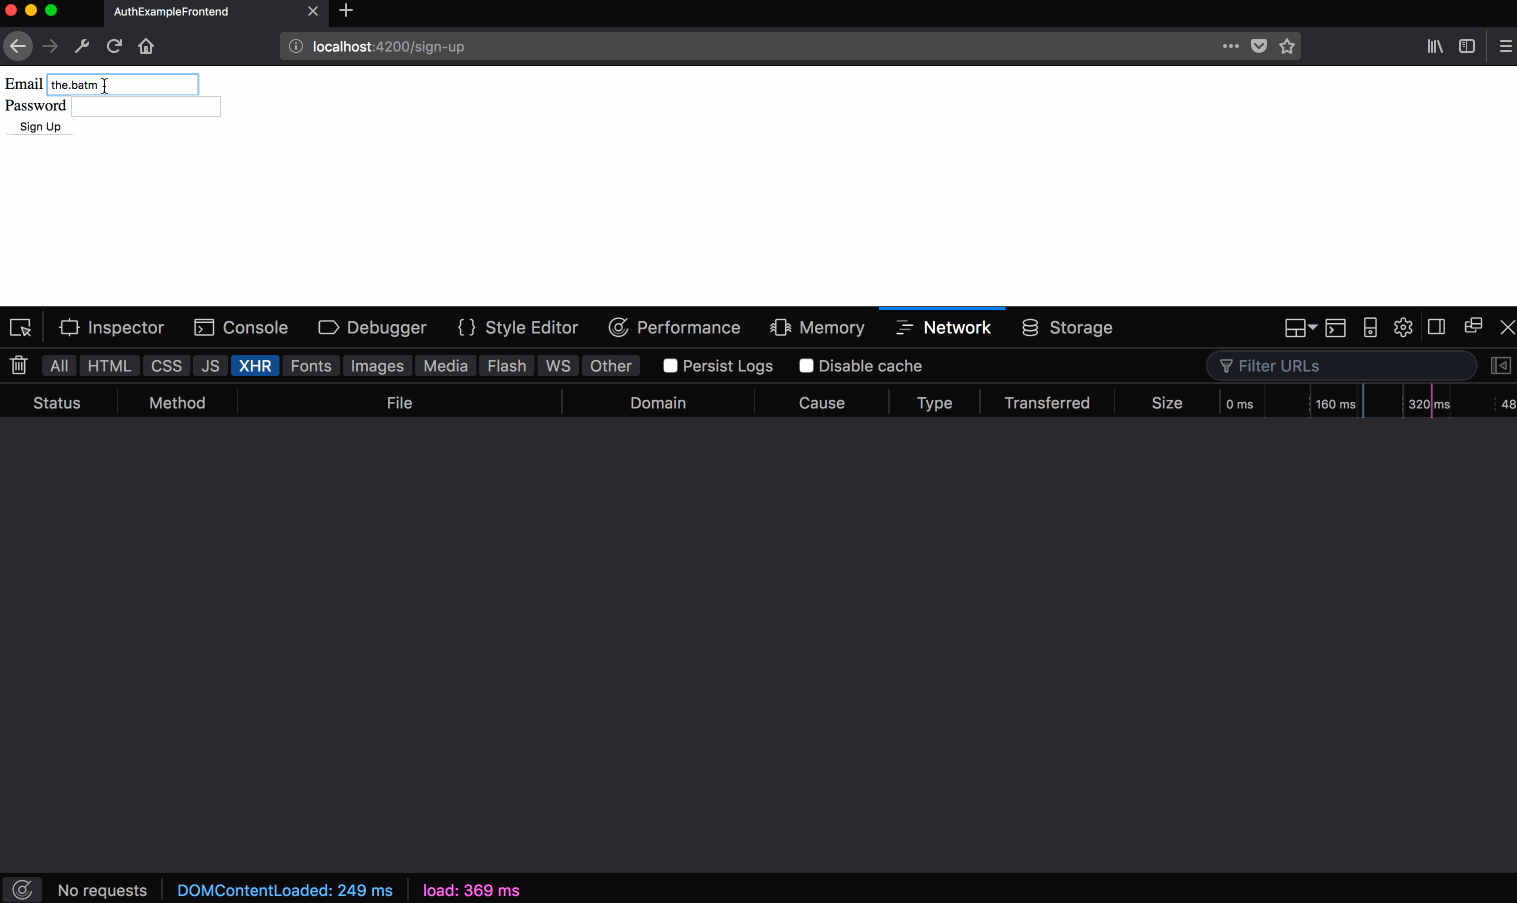 AuthExampleFrontend
localhost:4200/sign-up
Email the.batm
Password
Sign Up
Inspector Console Debugger Style Editor Performance Memory Network Storage
All HTML CSS JS XHR Fonts Images Media Flash WS Other Persist Logs Disable cache Filter URLs
Status Method File Domain Cause Type Transferred Size 0 ms 160 ms 320 ms 48
No requests DOMContentLoaded: 249 ms load: 369 ms